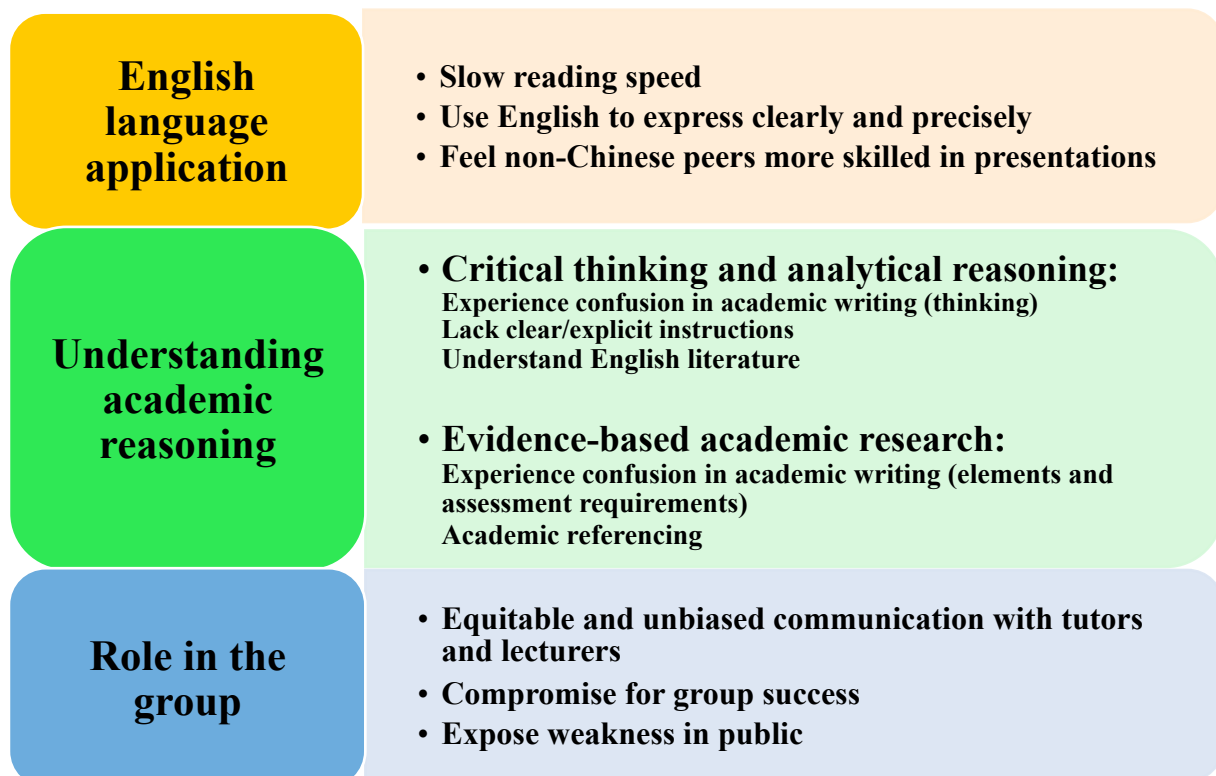 English
language
application
• Slow reading speed
• Use English to express clearly and precisely
• Feel non-Chinese peers more skilled in presentations
Understanding
academic
reasoning
• Critical thinking and analytical reasoning:
Experience confusion in academic writing (thinking)
Lack clear/explicit instructions
Understand English literature
• Evidence-based academic research:
Experience confusion in academic writing (elements and
assessment requirements)
Academic referencing
Role in the
group
• Equitable and unbiased communication with tutors
and lecturers
• Compromise for group success
• Expose weakness in public